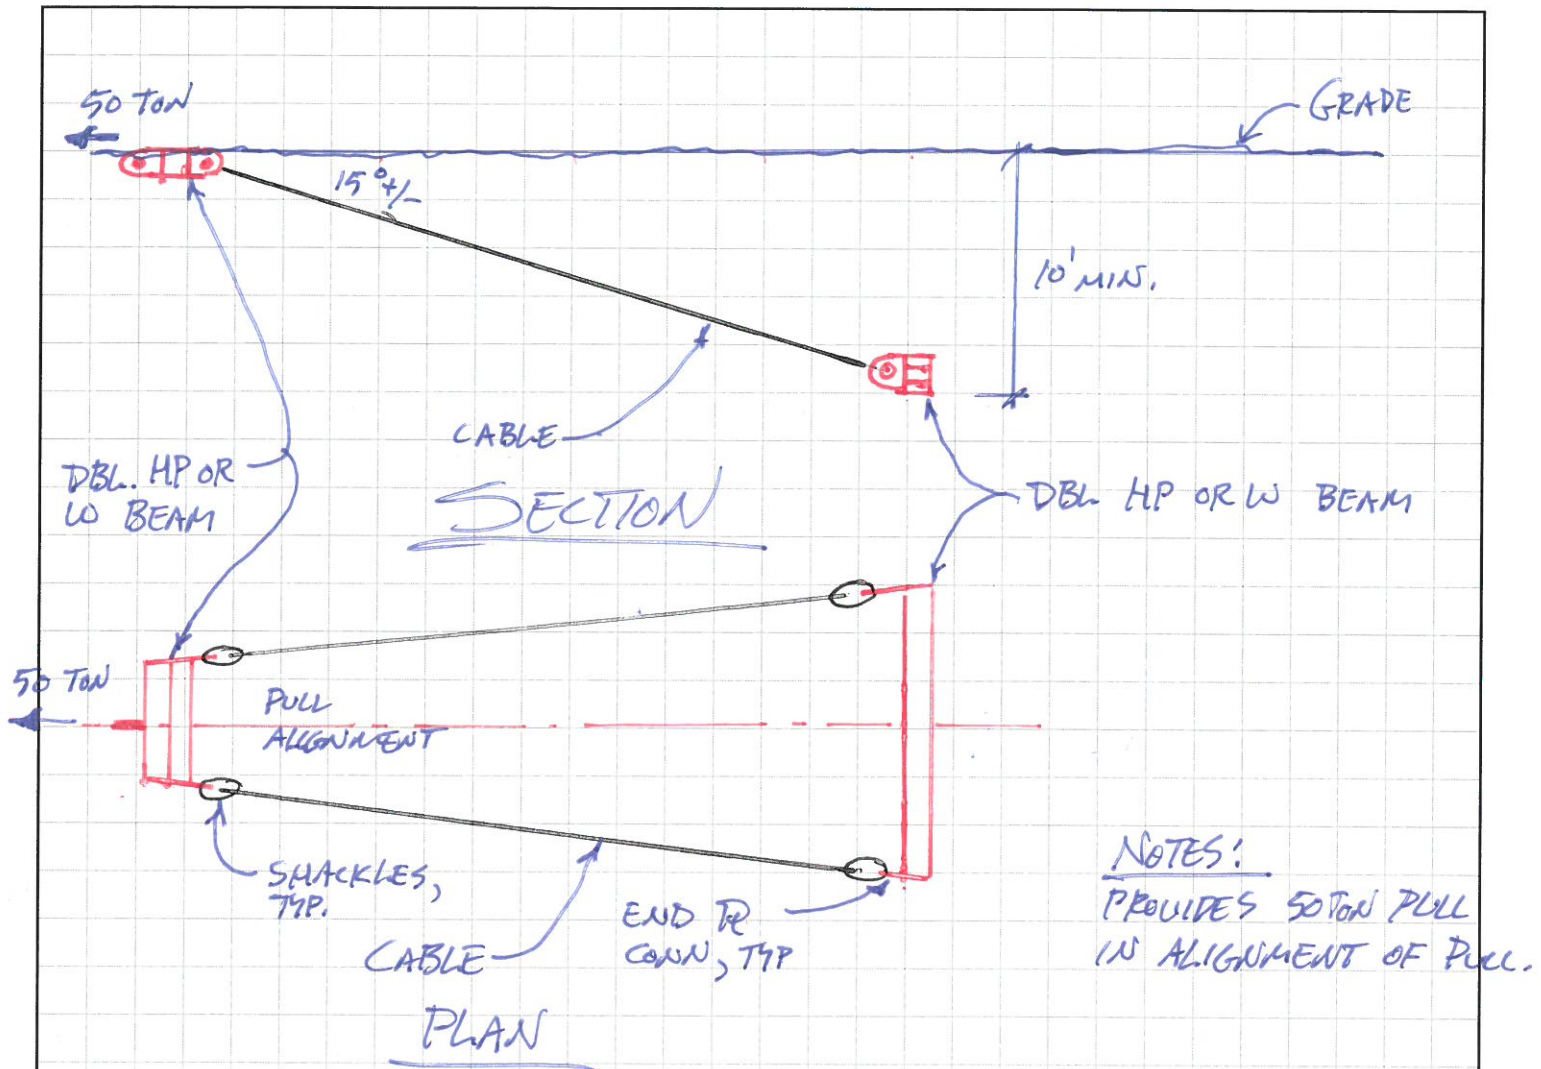 50 TON
GRADE
15° +/-
10' MIN.
CABLE
DBL. HP OR
W BEAM
SECTION
DBL HP OR W BEAM
50 TON
PULL
ALIGNMENT
SHACKLES,
TYP.
CABLE
END PL
CONN, TYP
NOTES:
PROVIDES 50 TON PULL
IN ALIGNMENT OF PULL.
PLAN